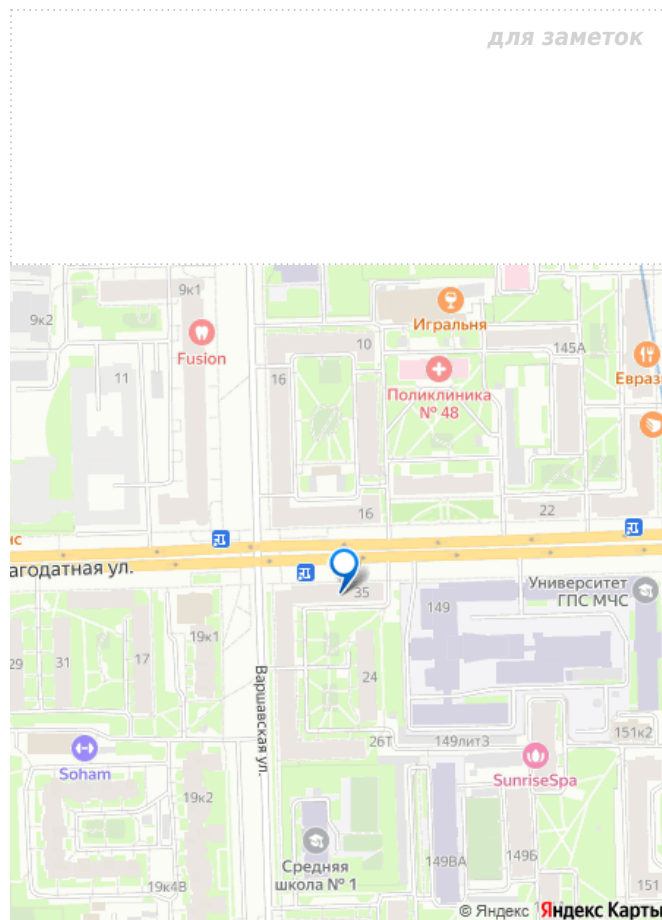 для заметок
9к1
9к2
Игральня
Fusion
10
145А
11
16
Поликлиника
№ 48
Евраз
16
22
нс
агодатная ул.
35
Университет
ГПС МЧС
149
19к1
29
31
17
24
Варшавская ул.
26Т
149лит3
151к2
Soham
SunriseSpa
19к2
Средняя
школа № 1
149ВА
149Б
19к4В
151
© Яндекс
Яндекс Карты